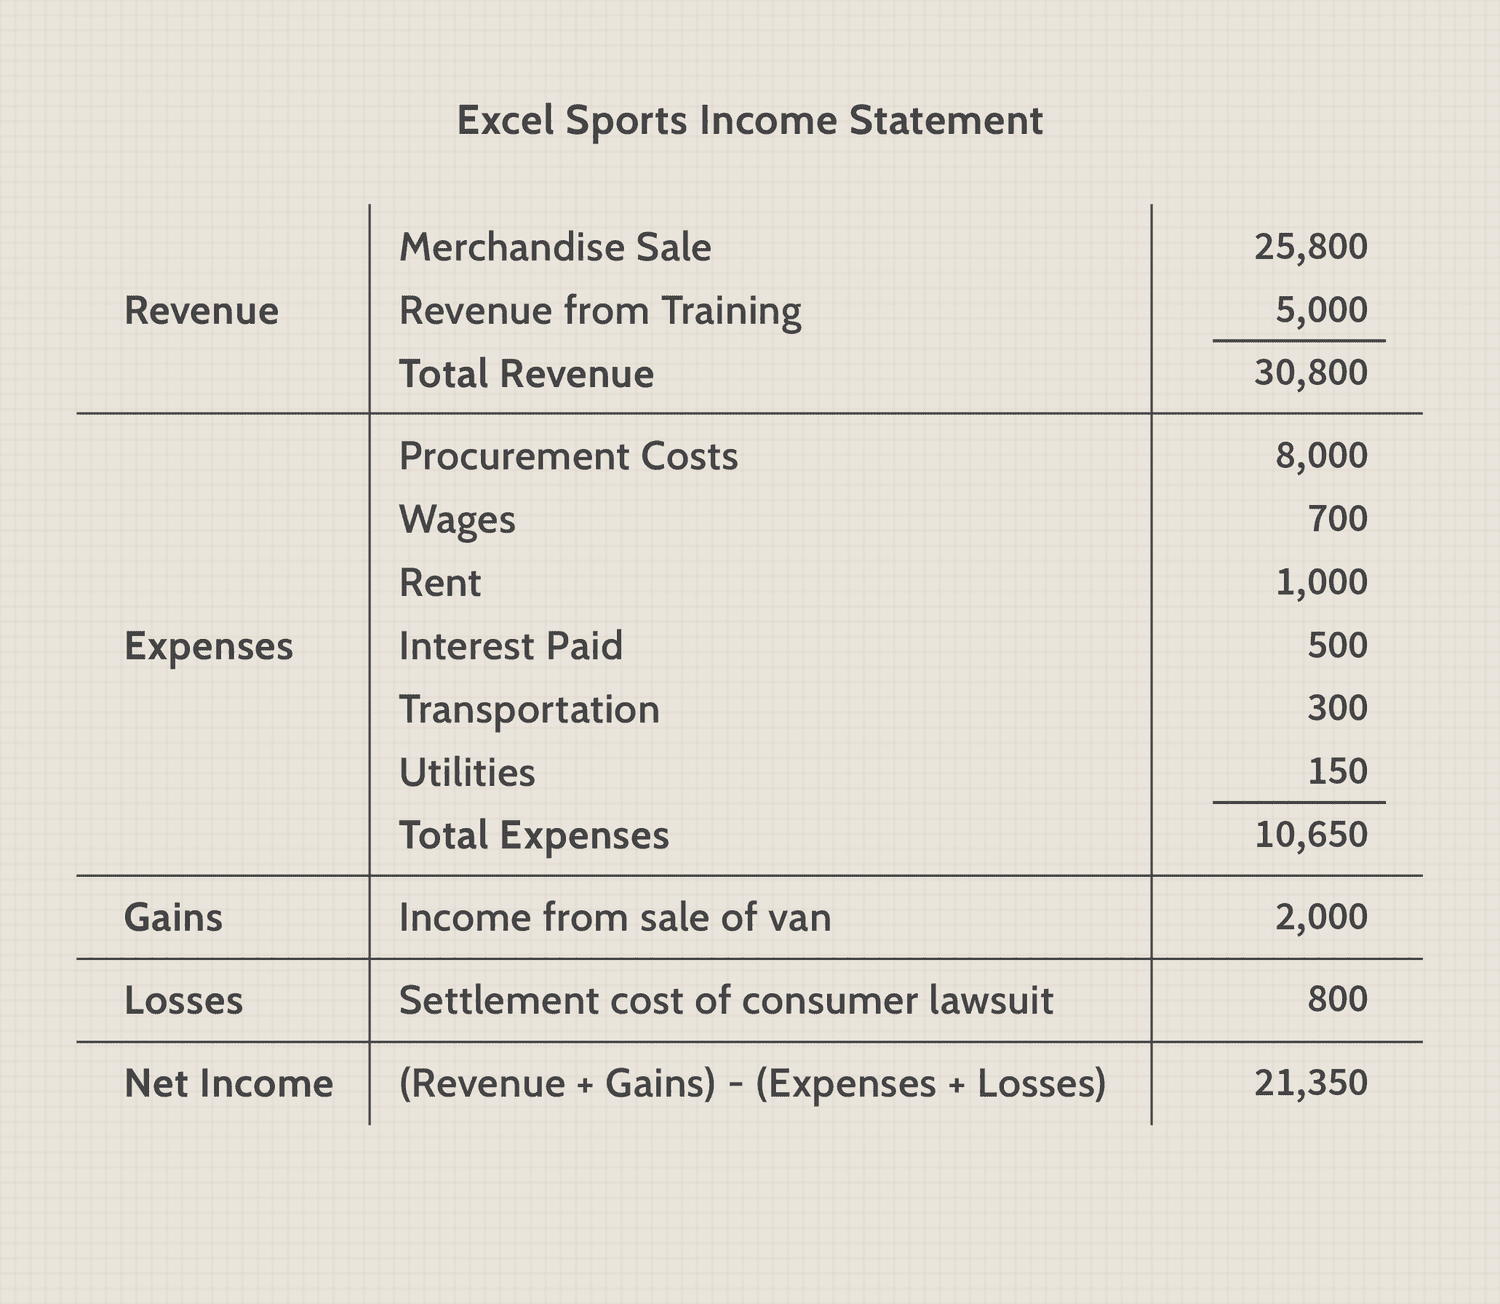 Excel Sports Income Statement
Revenue
Merchandise Sale 25,800
Revenue from Training 5,000
Total Revenue 30,800
Expenses
Procurement Costs 8,000
Wages 700
Rent 1,000
Interest Paid 500
Transportation 300
Utilities 150
Total Expenses 10,650
Gains Income from sale of van 2,000
Losses Settlement cost of consumer lawsuit 800
Net Income (Revenue + Gains) - (Expenses + Losses) 21,350